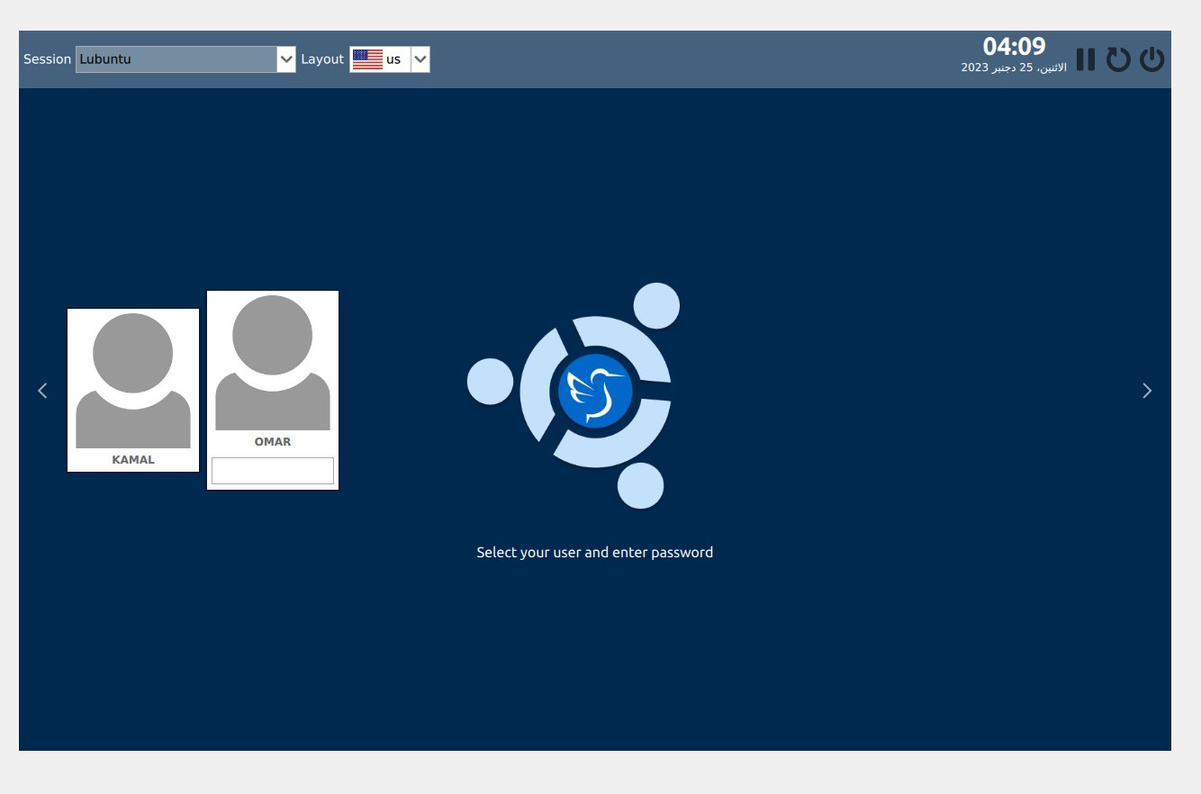 Session Lubuntu Layout us
04:09
الاثنين، 25 دجنبر 2023
KAMAL
OMAR
Select your user and enter password